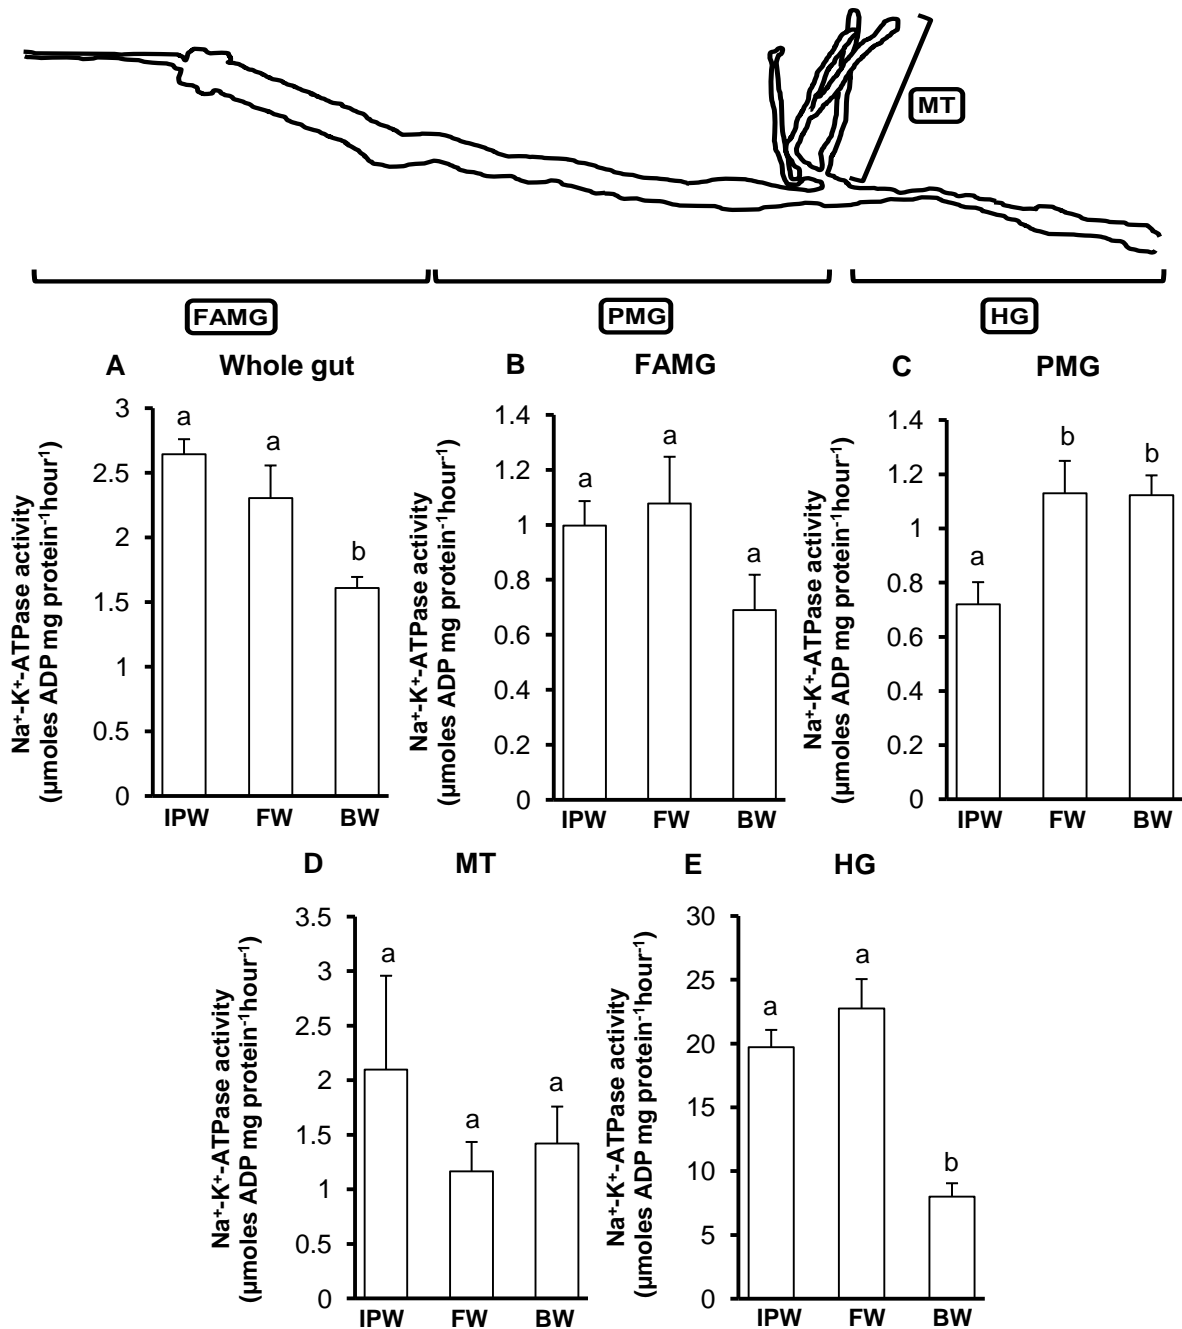 MT
FAMG
PMG
HG
A Whole gut
Na⁺-K⁺-ATPase activity
(µmoles ADP mg protein⁻¹hour¹)
3
2.5
2
1.5
1
0.5
0
a
a
b
IPW FW BW
B FAMG
Na⁺-K⁺-ATPase activity
(µmoles ADP mg protein⁻¹hour⁻¹)
1.4
1.2
1
0.8
0.6
0.4
0.2
0
a
a
a
IPW FW BW
C PMG
Na⁺-K⁺-ATPase activity
(µmoles ADP mg protein⁻¹hour⁻¹)
1.4
1.2
1
0.8
0.6
0.4
0.2
0
a
b
b
IPW FW BW
D MT
Na⁺-K⁺-ATPase activity
(µmoles ADP mg protein⁻¹hour⁻¹)
3.5
3
2.5
2
1.5
1
0.5
0
a
a
a
IPW FW BW
E HG
Na⁺-K⁺-ATPase activity
(µmoles ADP mg protein⁻¹hour⁻¹)
30
25
20
15
10
5
0
a
a
b
IPW FW BW